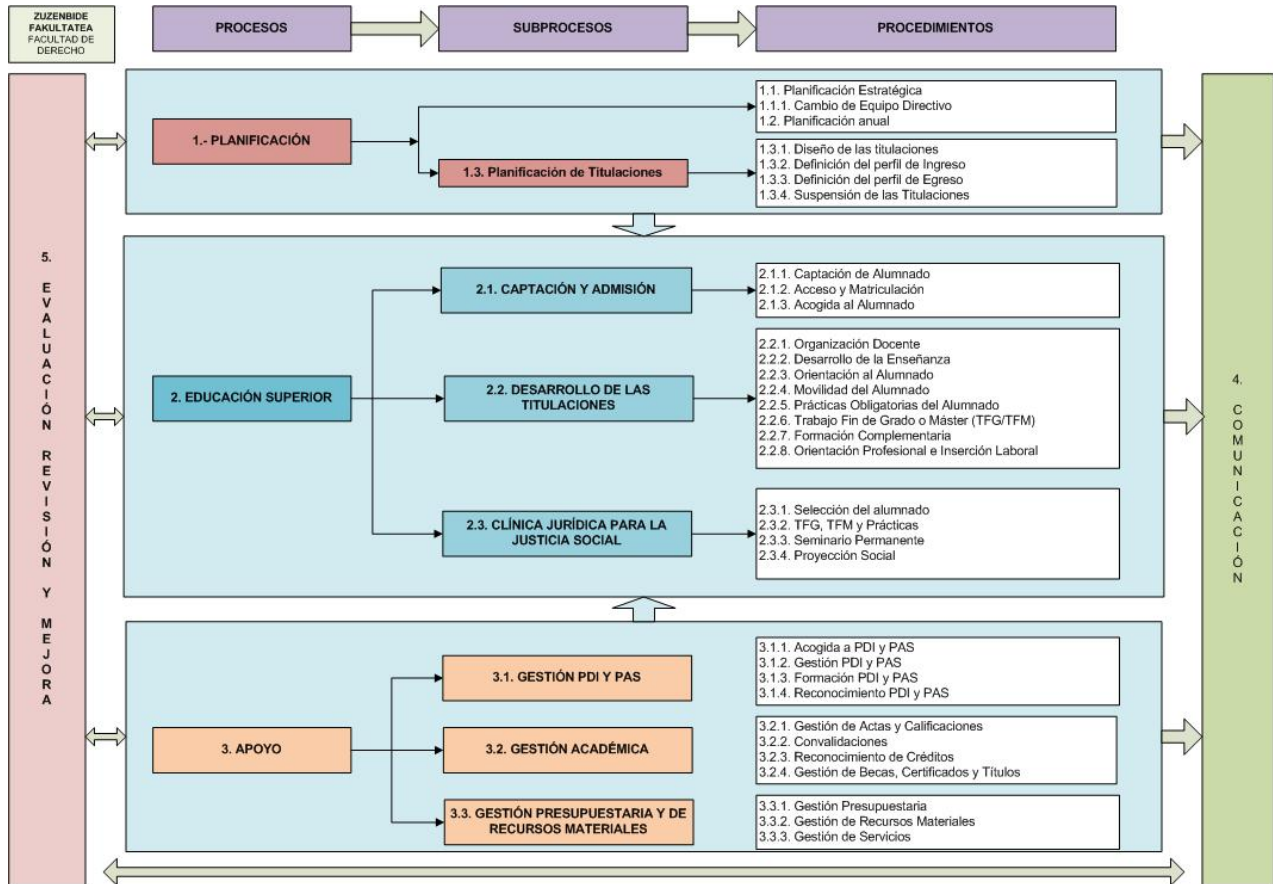 ZUZENBIDE
FAKULTATEA
FACULTAD DE
DERECHO
PROCESOS
SUBPROCESOS
PROCEDIMIENTOS
5.
EVALUACIÓN
REVISIÓN
Y
MEJORA
1.- PLANIFICACIÓN
1.1. Planificación Estratégica
1.1.1. Cambio de Equipo Directivo
1.2. Planificación anual
1.3. Planificación de Titulaciones
1.3.1. Diseño de las titulaciones
1.3.2. Definición del perfil de Ingreso
1.3.3. Definición del perfil de Egreso
1.3.4. Suspensión de las Titulaciones
2. EDUCACIÓN SUPERIOR
2.1. CAPTACIÓN Y ADMISIÓN
2.1.1. Captación de Alumnado
2.1.2. Acceso y Matriculación
2.1.3. Acogida al Alumnado
2.2. DESARROLLO DE LAS
TITULACIONES
2.2.1. Organización Docente
2.2.2. Desarrollo de la Enseñanza
2.2.3. Orientación al Alumnado
2.2.4. Movilidad del Alumnado
2.2.5. Prácticas Obligatorias del Alumnado
2.2.6. Trabajo Fin de Grado o Máster (TFG/TFM)
2.2.7. Formación Complementaria
2.2.8. Orientación Profesional e Inserción Laboral
2.3. CLÍNICA JURÍDICA PARA LA
JUSTICIA SOCIAL
2.3.1. Selección del alumnado
2.3.2. TFG, TFM y Prácticas
2.3.3. Seminario Permanente
2.3.4. Proyección Social
3. APOYO
3.1. GESTIÓN PDI Y PAS
3.1.1. Acogida a PDI y PAS
3.1.2. Gestión PDI y PAS
3.1.3. Formación PDI y PAS
3.1.4. Reconocimiento PDI y PAS
3.2. GESTIÓN ACADÉMICA
3.2.1. Gestión de Actas y Calificaciones
3.2.2. Convalidaciones
3.2.3. Reconocimiento de Créditos
3.2.4. Gestión de Becas, Certificados y Títulos
3.3. GESTIÓN PRESUPUESTARIA Y DE
RECURSOS MATERIALES
3.3.1. Gestión Presupuestaria
3.3.2. Gestión de Recursos Materiales
3.3.3. Gestión de Servicios
4.
COMUNICACIÓN